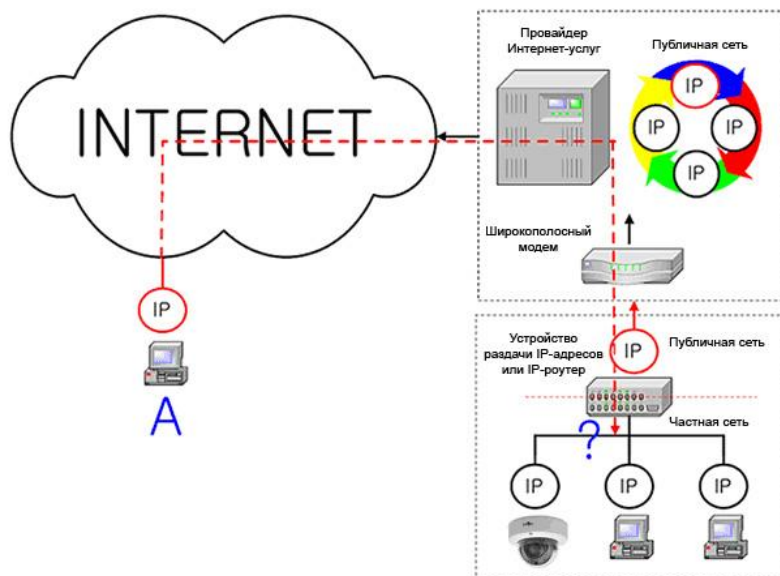 Провайдер
Интернет-услуг
Публичная сеть
INTERNET
IP
IP
IP
IP
Широкополосный
модем
IP
A
Устройство
раздачи IP-адресов
или IP-роутер
IP
Публичная сеть
Частная сеть
?
IP
IP
IP